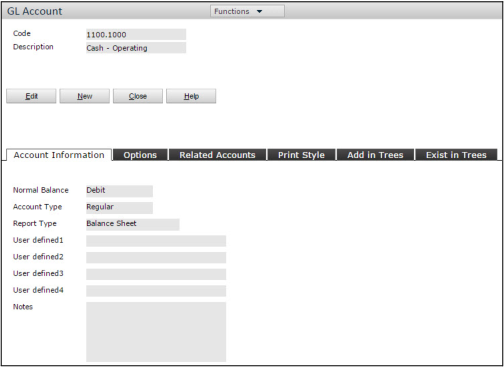 GL Account Functions
Code 1100.1000
Description Cash - Operating
Edit New Close Help
Account Information Options Related Accounts Print Style Add in Trees Exist in Trees
Normal Balance Debit
Account Type Regular
Report Type Balance Sheet
User defined1
User defined2
User defined3
User defined4
Notes